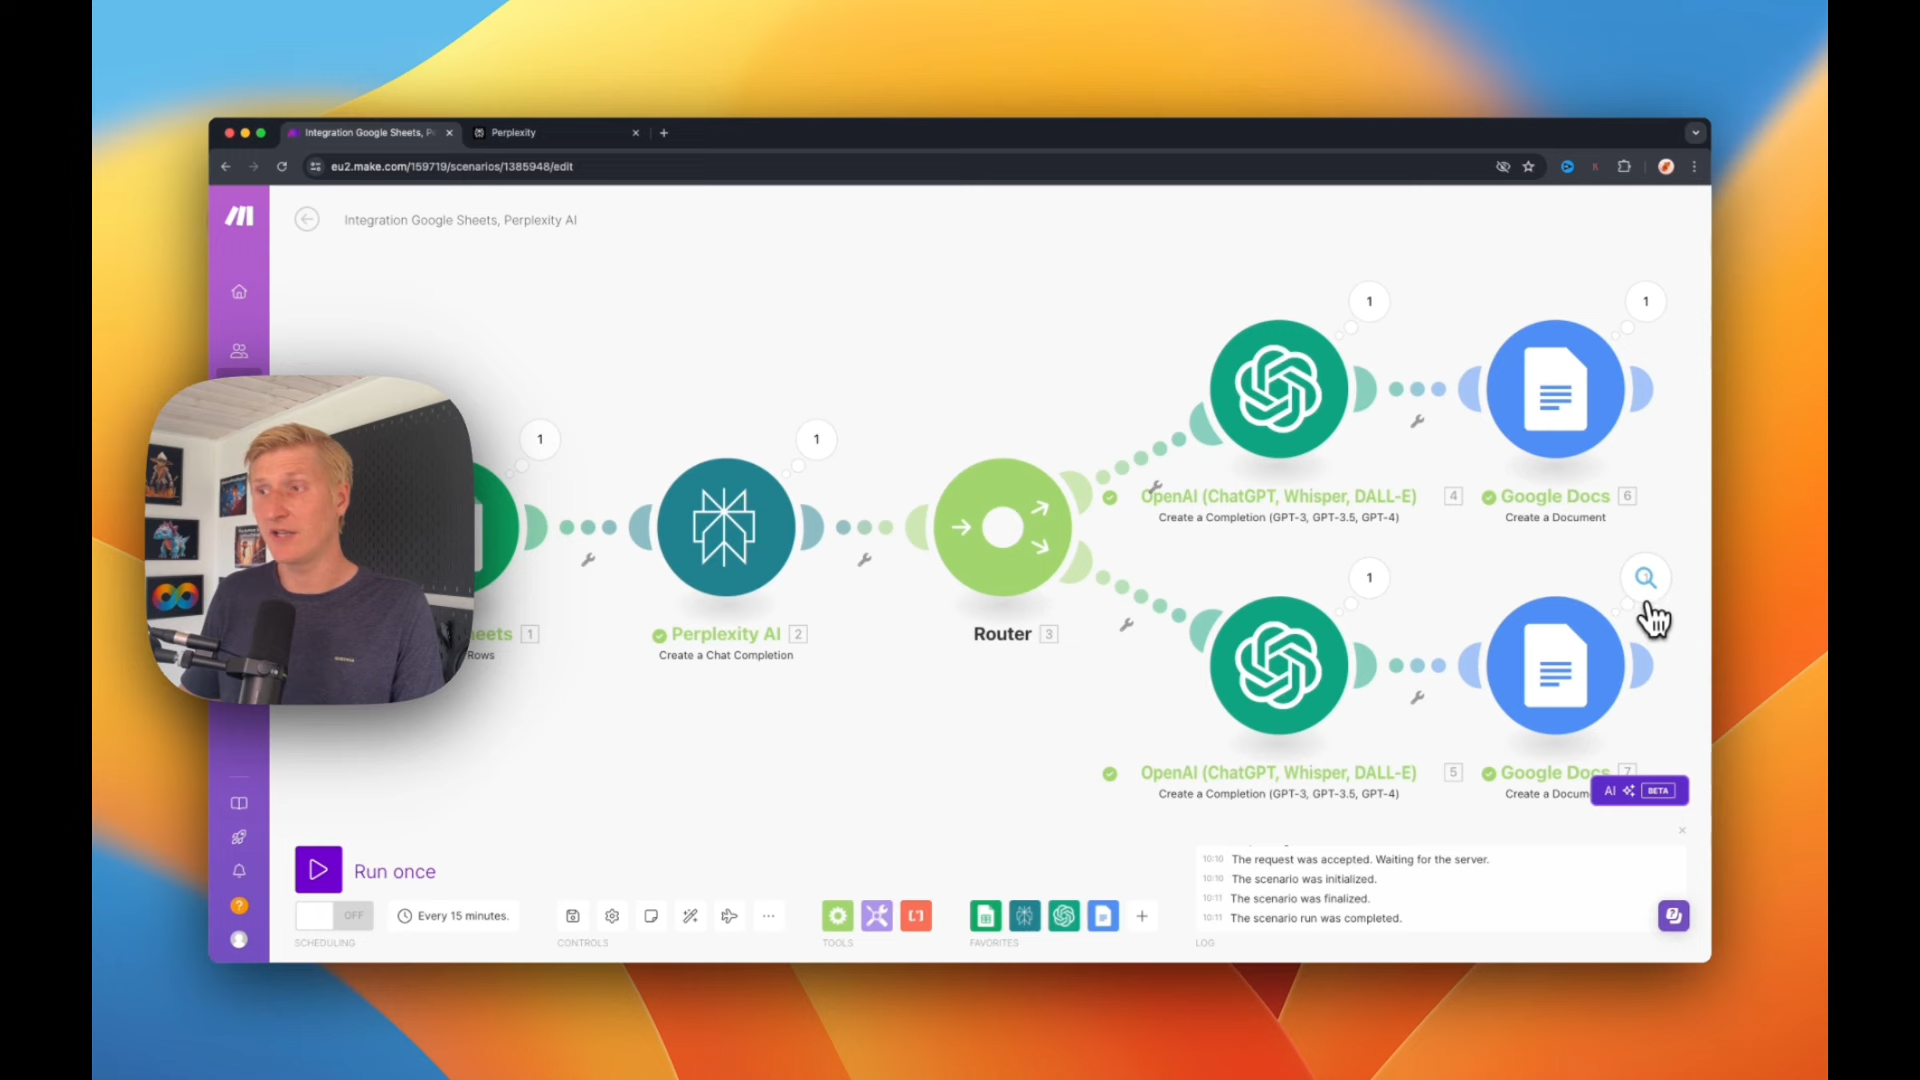 Integration Google Sheets, P
Perplexity
eu2.make.com/159719/scenarios/1385948/edit
Integration Google Sheets, Perplexity AI
1
1
1
1
OpenAI (ChatGPT, Whisper, DALL-E) 4
Create a Completion (GPT-3, GPT-3.5, GPT-4)
Google Docs 6
Create a Document
1
heets 1
Rows
Perplexity AI 2
Create a Chat Completion
Router 3
OpenAI (ChatGPT, Whisper, DALL-E) 5
Create a Completion (GPT-3, GPT-3.5, GPT-4)
Google Docs 7
Create a Docum
AI BETA
Run once
OFF
Every 15 minutes.
SCHEDULING
CONTROLS
TOOLS
FAVORITES
10:10 The request was accepted. Waiting for the server.
10:10 The scenario was initialized.
10:11 The scenario was finalized.
10:11 The scenario run was completed.
LOG